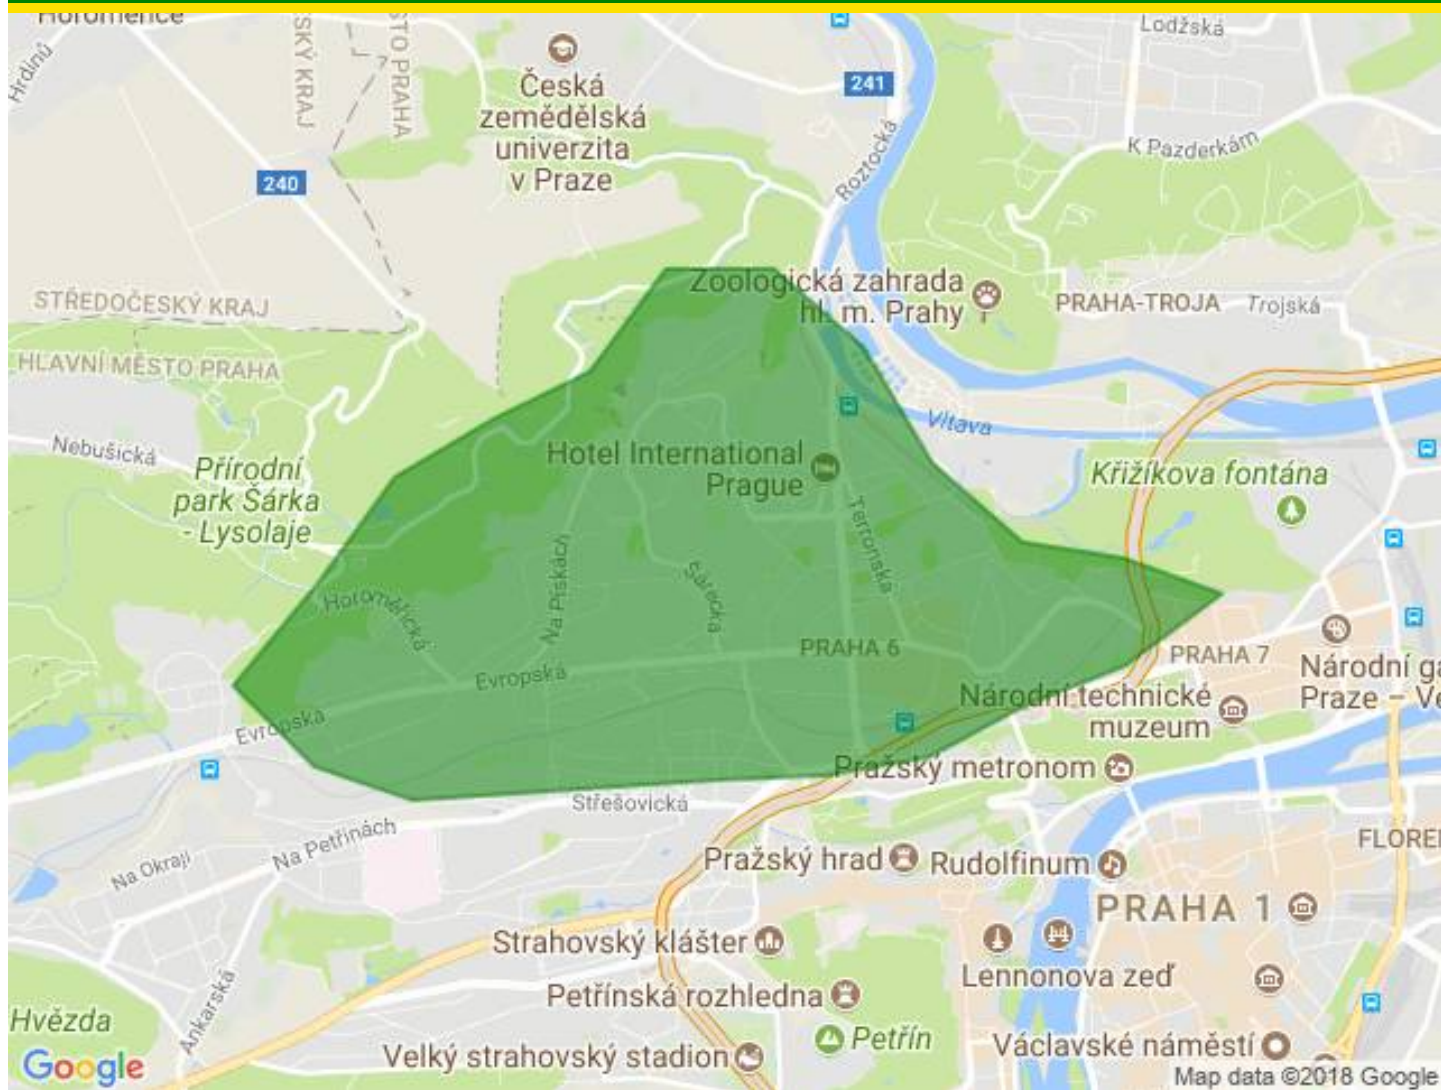 Horoměřice
Lodžská
Hrdinů
SKÝ KRAJ
STO PRAHA
Česká
zemědělská
univerzita
v Praze
241
Roztocká
K Pazderkám
240
STŘEDOČESKÝ KRAJ
HLAVNÍ MĚSTO PRAHA
Zoologická zahrada
hl. m. Prahy
PRAHA-TROJA
Trojská
Nebušická
Přírodní
park Šárka
- Lysolaje
Vltava
Hotel International
Prague
Křižíkova fontána
Terronská
Na Pískách
Šárecká
Horoměřická
PRAHA 6
Evropská
PRAHA 7
Národní ga
Praze – Ve
Národní technické
muzeum
Evropská
Pražský metronom
Střešovická
Na Petřinách
Na Okraji
FLORE
Pražský hrad
Rudolfinum
PRAHA 1
Strahovský klášter
Lennonova zeď
Petřínská rozhledna
Ankarská
Hvězda
Petřín
Velký strahovský stadion
Václavské náměstí
Google
Map data ©2018 Google